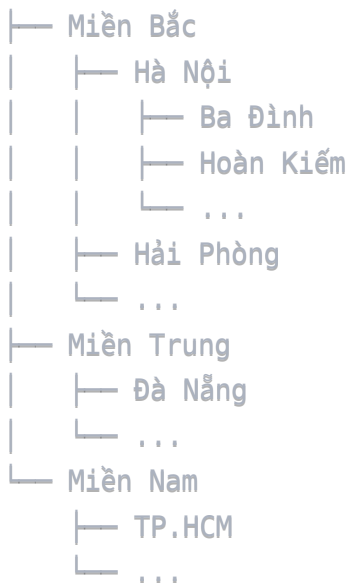 ├── Miền Bắc
│   ├── Hà Nội
│   │   ├── Ba Đình
│   │   ├── Hoàn Kiếm
│   │   └── ...
│   ├── Hải Phòng
│   └── ...
├── Miền Trung
│   ├── Đà Nẵng
│   └── ...
└── Miền Nam
    ├── TP.HCM
    └── ...